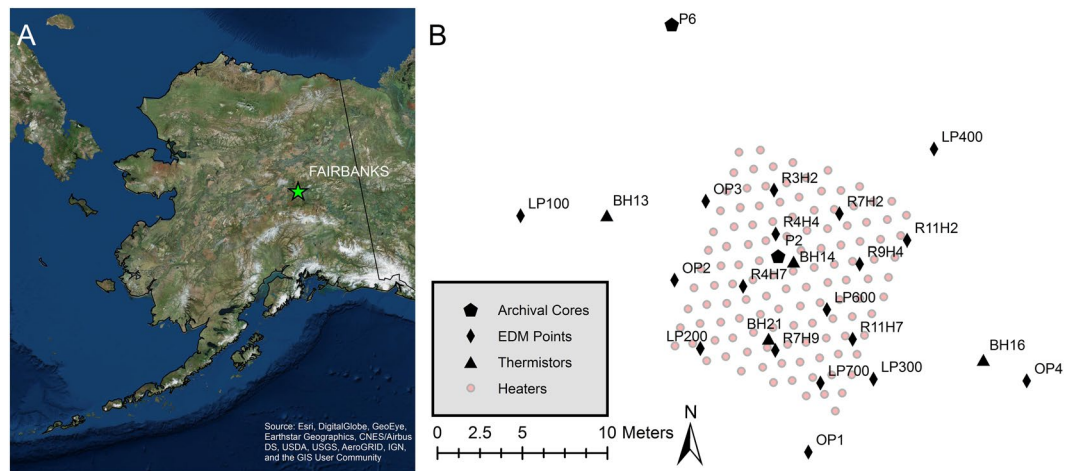 A
FAIRBANKS
Source: Esri, DigitalGlobe, GeoEye,
Earthstar Geographics, CNES/Airbus
DS, USDA, USGS, AeroGRID, IGN,
and the GIS User Community
B
P6
LP400
OP3
R3H2
R7H2
LP100
BH13
R4H4
R11H2
P2
BH14
R9H4
OP2
R4H7
LP600
BH21
R11H7
LP200
R7H9
BH16
LP700
LP300
OP4
OP1
Archival Cores
EDM Points
Thermistors
Heaters
0 2.5 5 10 Meters
N